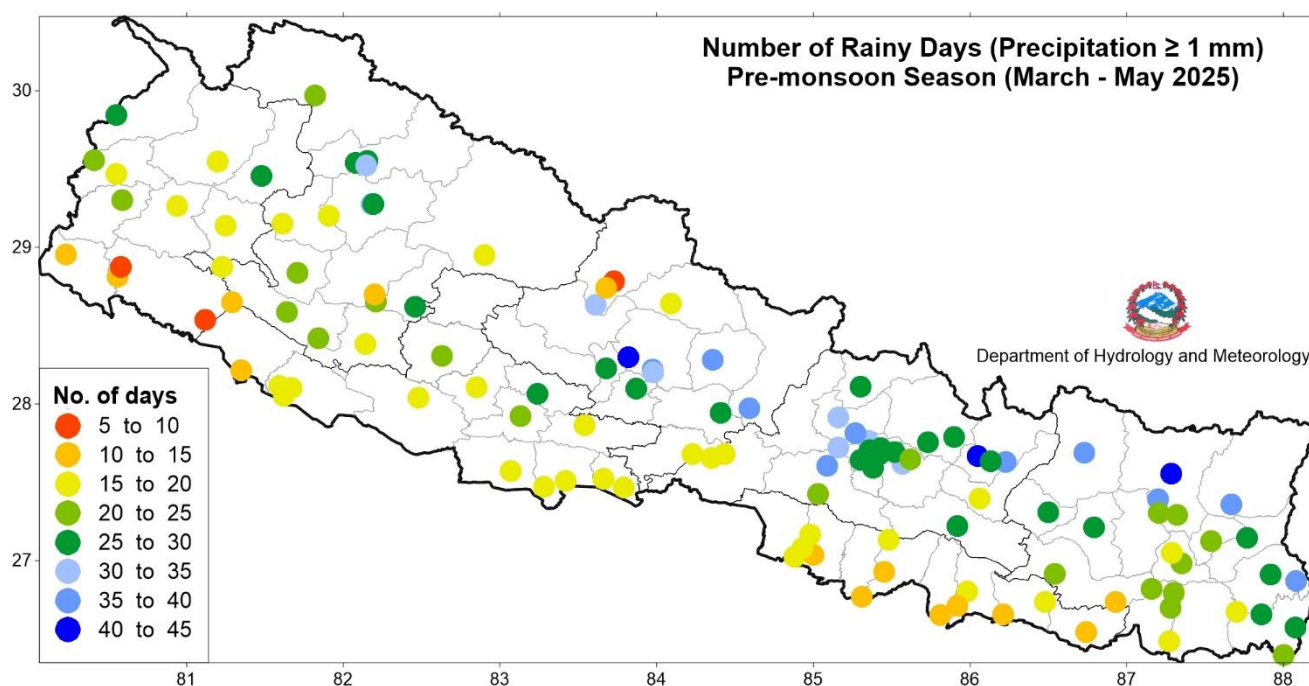 Number of Rainy Days (Precipitation ≥ 1 mm)
Pre-monsoon Season (March - May 2025)
30
29
28
27
Department of Hydrology and Meteorology
No. of days
5 to 10
10 to 15
15 to 20
20 to 25
25 to 30
30 to 35
35 to 40
40 to 45
81
82
83
84
85
86
87
88